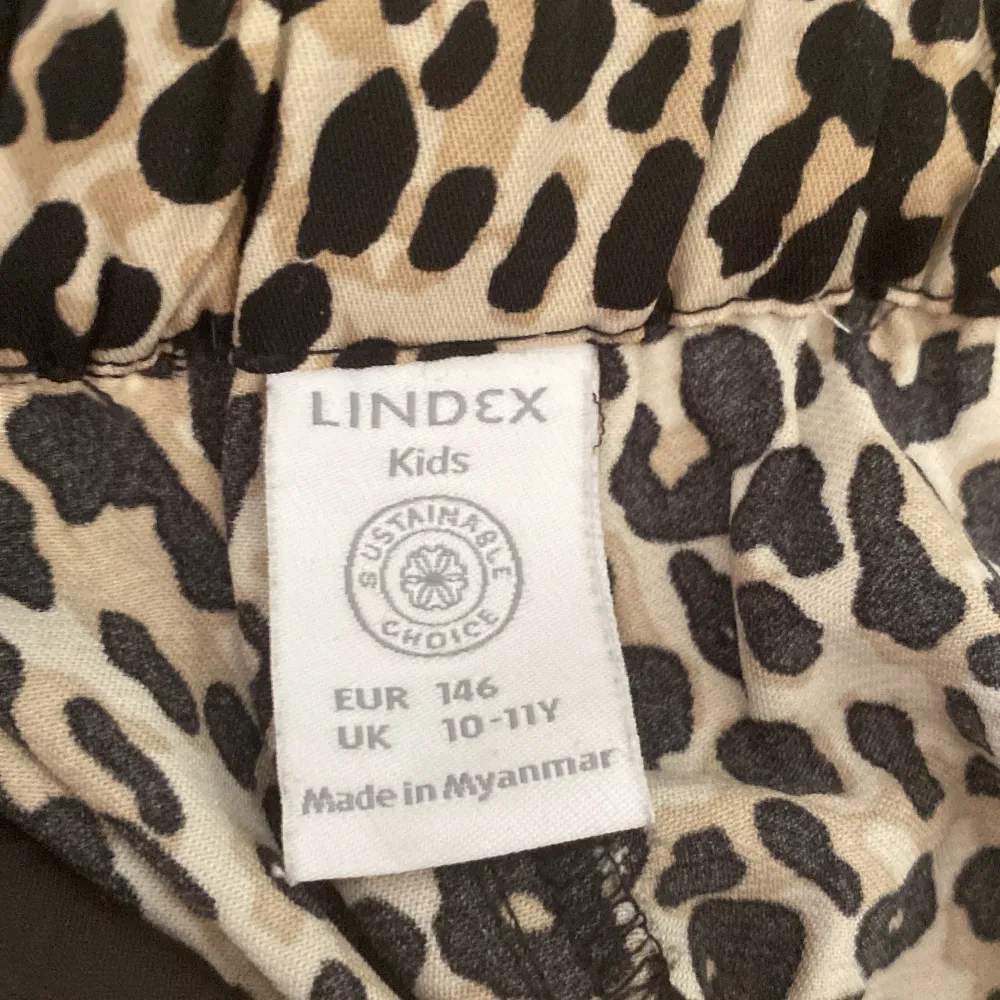 LINDEX
Kids
SUSTAINABLE
CHOICE
EUR 146
UK 10-11Y
Made in Myanmar